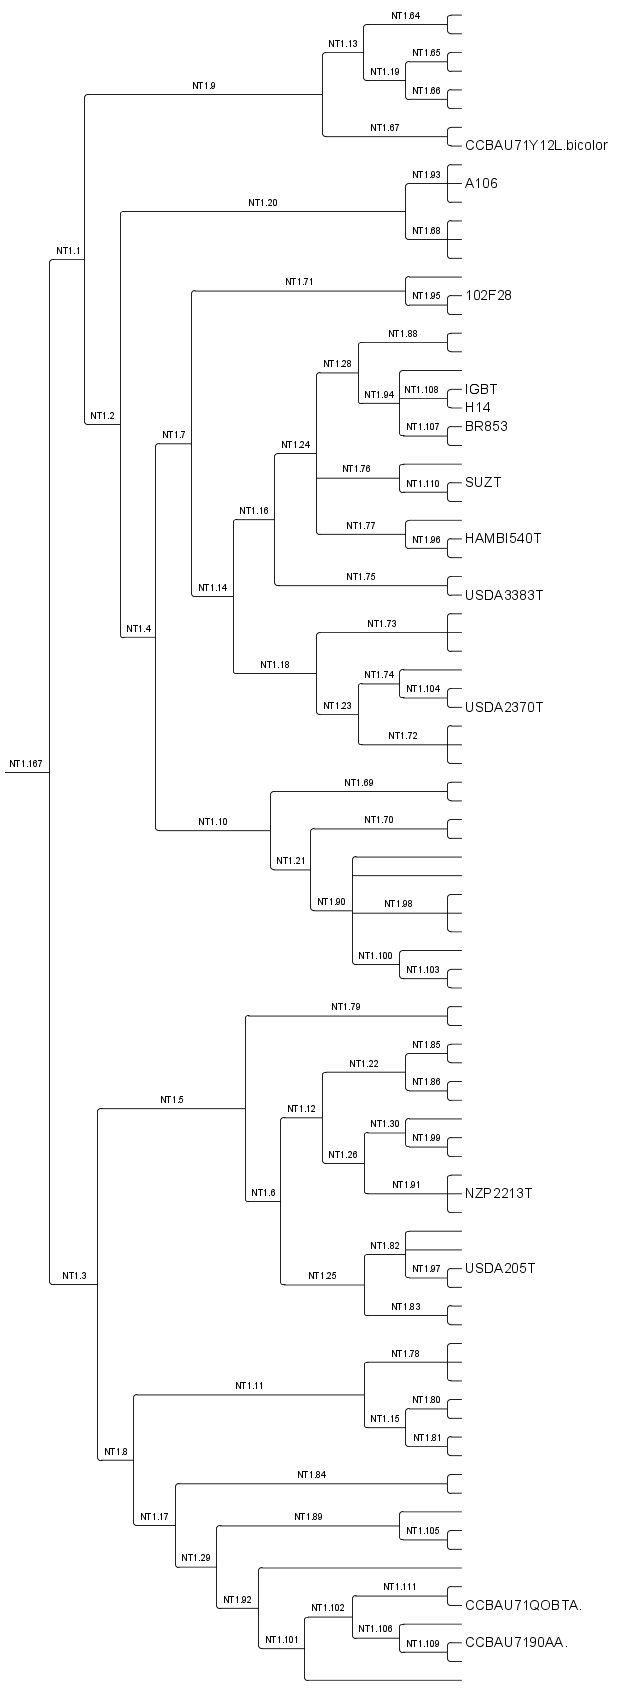 NT1.64
NT1.13
NT1.65
NT1.19
NT1.66
NT1.9
NT1.67
CCBAU71Y12L.bicolor
NT1.93
A106
NT1.20
NT1.68
NT1.1
NT1.71
NT1.95
102F28
NT1.88
NT1.28
NT1.108
IGBT
NT1.94
H14
NT1.2
BR853
NT1.107
NT1.7
NT1.24
NT1.76
SUZT
NT1.110
NT1.16
NT1.77
HAMBI540T
NT1.96
NT1.75
NT1.14
USDA3383T
NT1.4
NT1.73
NT1.18
NT1.74
NT1.104
USDA2370T
NT1.23
NT1.72
NT1.167
NT1.69
NT1.10
NT1.70
NT1.21
NT1.90
NT1.98
NT1.100
NT1.103
NT1.79
NT1.85
NT1.22
NT1.86
NT1.5
NT1.12
NT1.30
NT1.99
NT1.26
NT1.91
NZP2213T
NT1.6
NT1.82
NT1.97
USDA205T
NT1.3
NT1.25
NT1.83
NT1.78
NT1.11
NT1.80
NT1.15
NT1.81
NT1.8
NT1.84
NT1.17
NT1.89
NT1.105
NT1.29
NT1.111
NT1.92
CCBAU71QOBTA.
NT1.102
NT1.106
NT1.101
NT1.109
CCBAU7190AA.